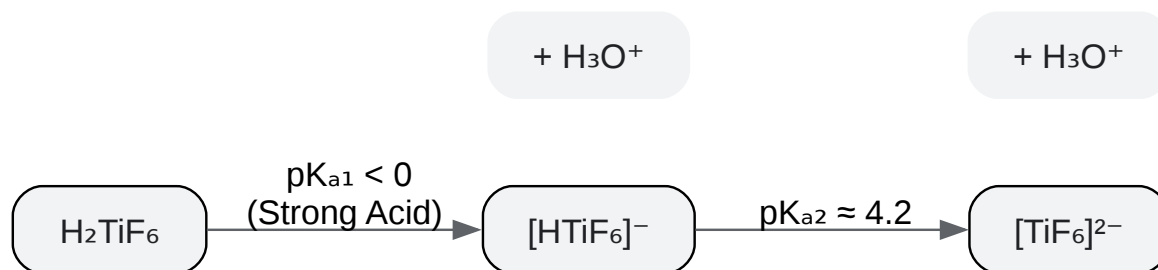 + H₃O⁺
+ H₃O⁺
pKₐ₁ < 0
(Strong Acid)
pKₐ₂ ≈ 4.2
H₂TiF₆
[HTiF₆]⁻
[TiF₆]²⁻